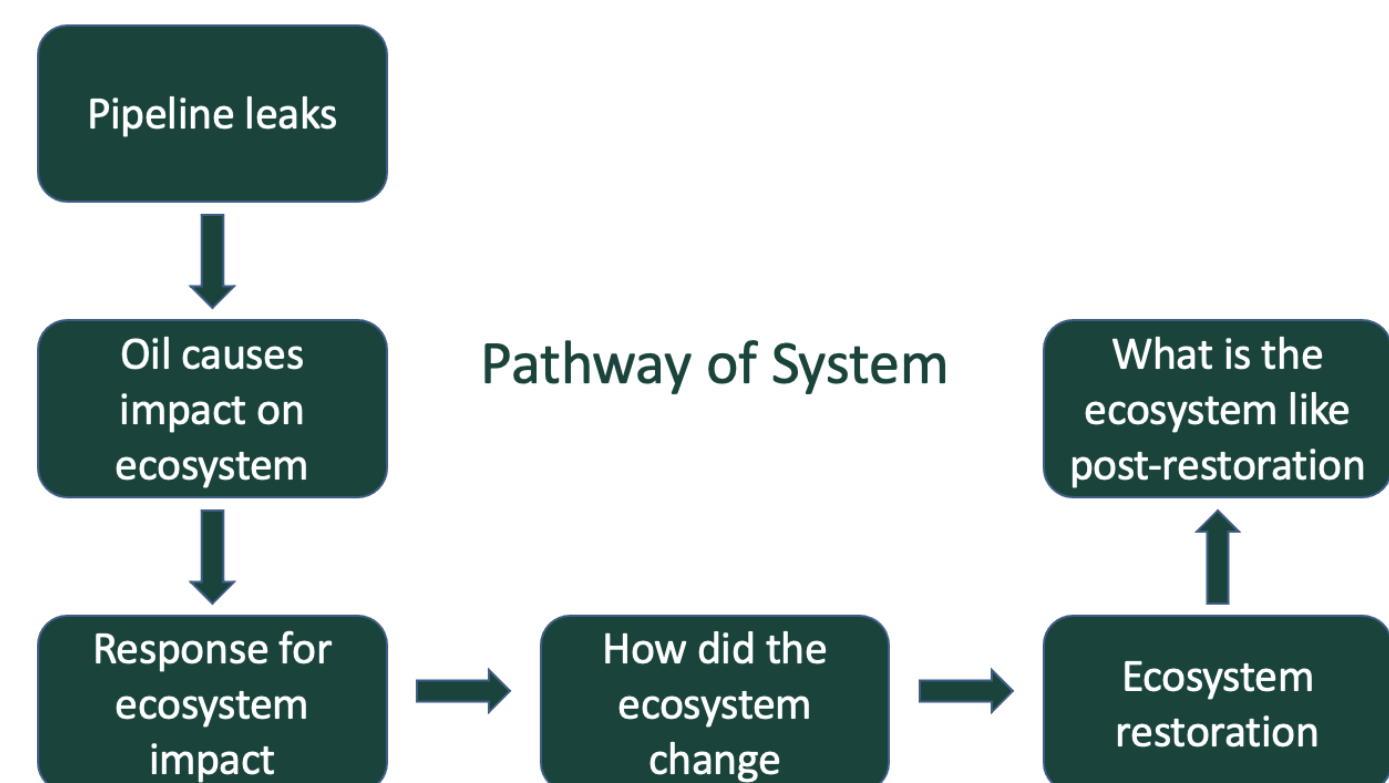 Pipeline leaks
Oil causes
impact on
ecosystem
Pathway of System
Response for
ecosystem
impact
How did the
ecosystem
change
Ecosystem
restoration
What is the
ecosystem like
post-restoration